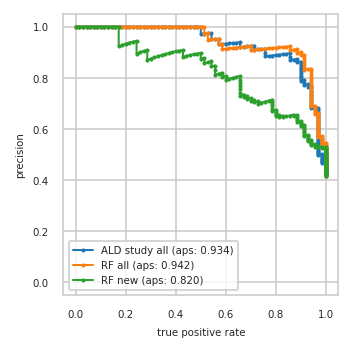 1.0
0.8
0.6
0.4
0.2
0.0
precision
ALD study all (aps: 0.934)
RF all (aps: 0.942)
RF new (aps: 0.820)
0.0 0.2 0.4 0.6 0.8 1.0
true positive rate